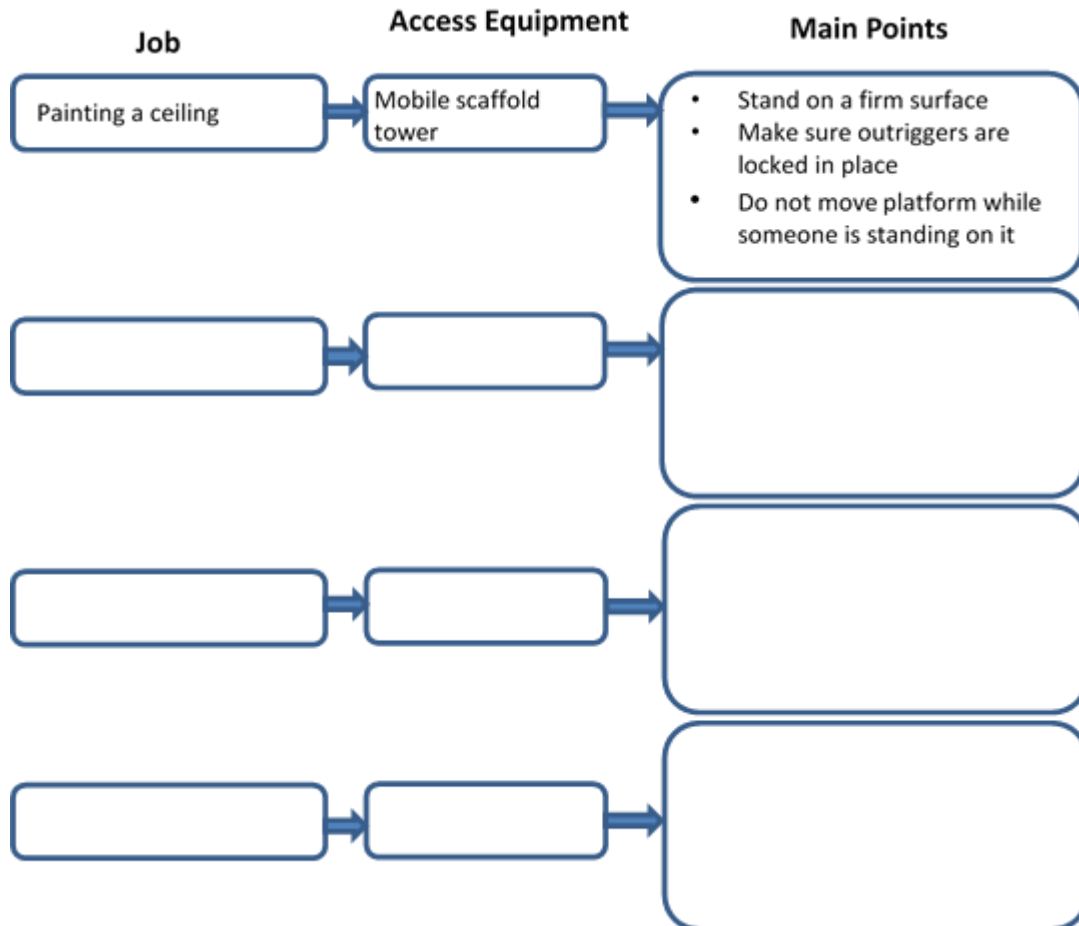 Job
Access Equipment
Main Points
Painting a ceiling
Mobile scaffold
tower
• Stand on a firm surface
• Make sure outriggers are
locked in place
• Do not move platform while
someone is standing on it